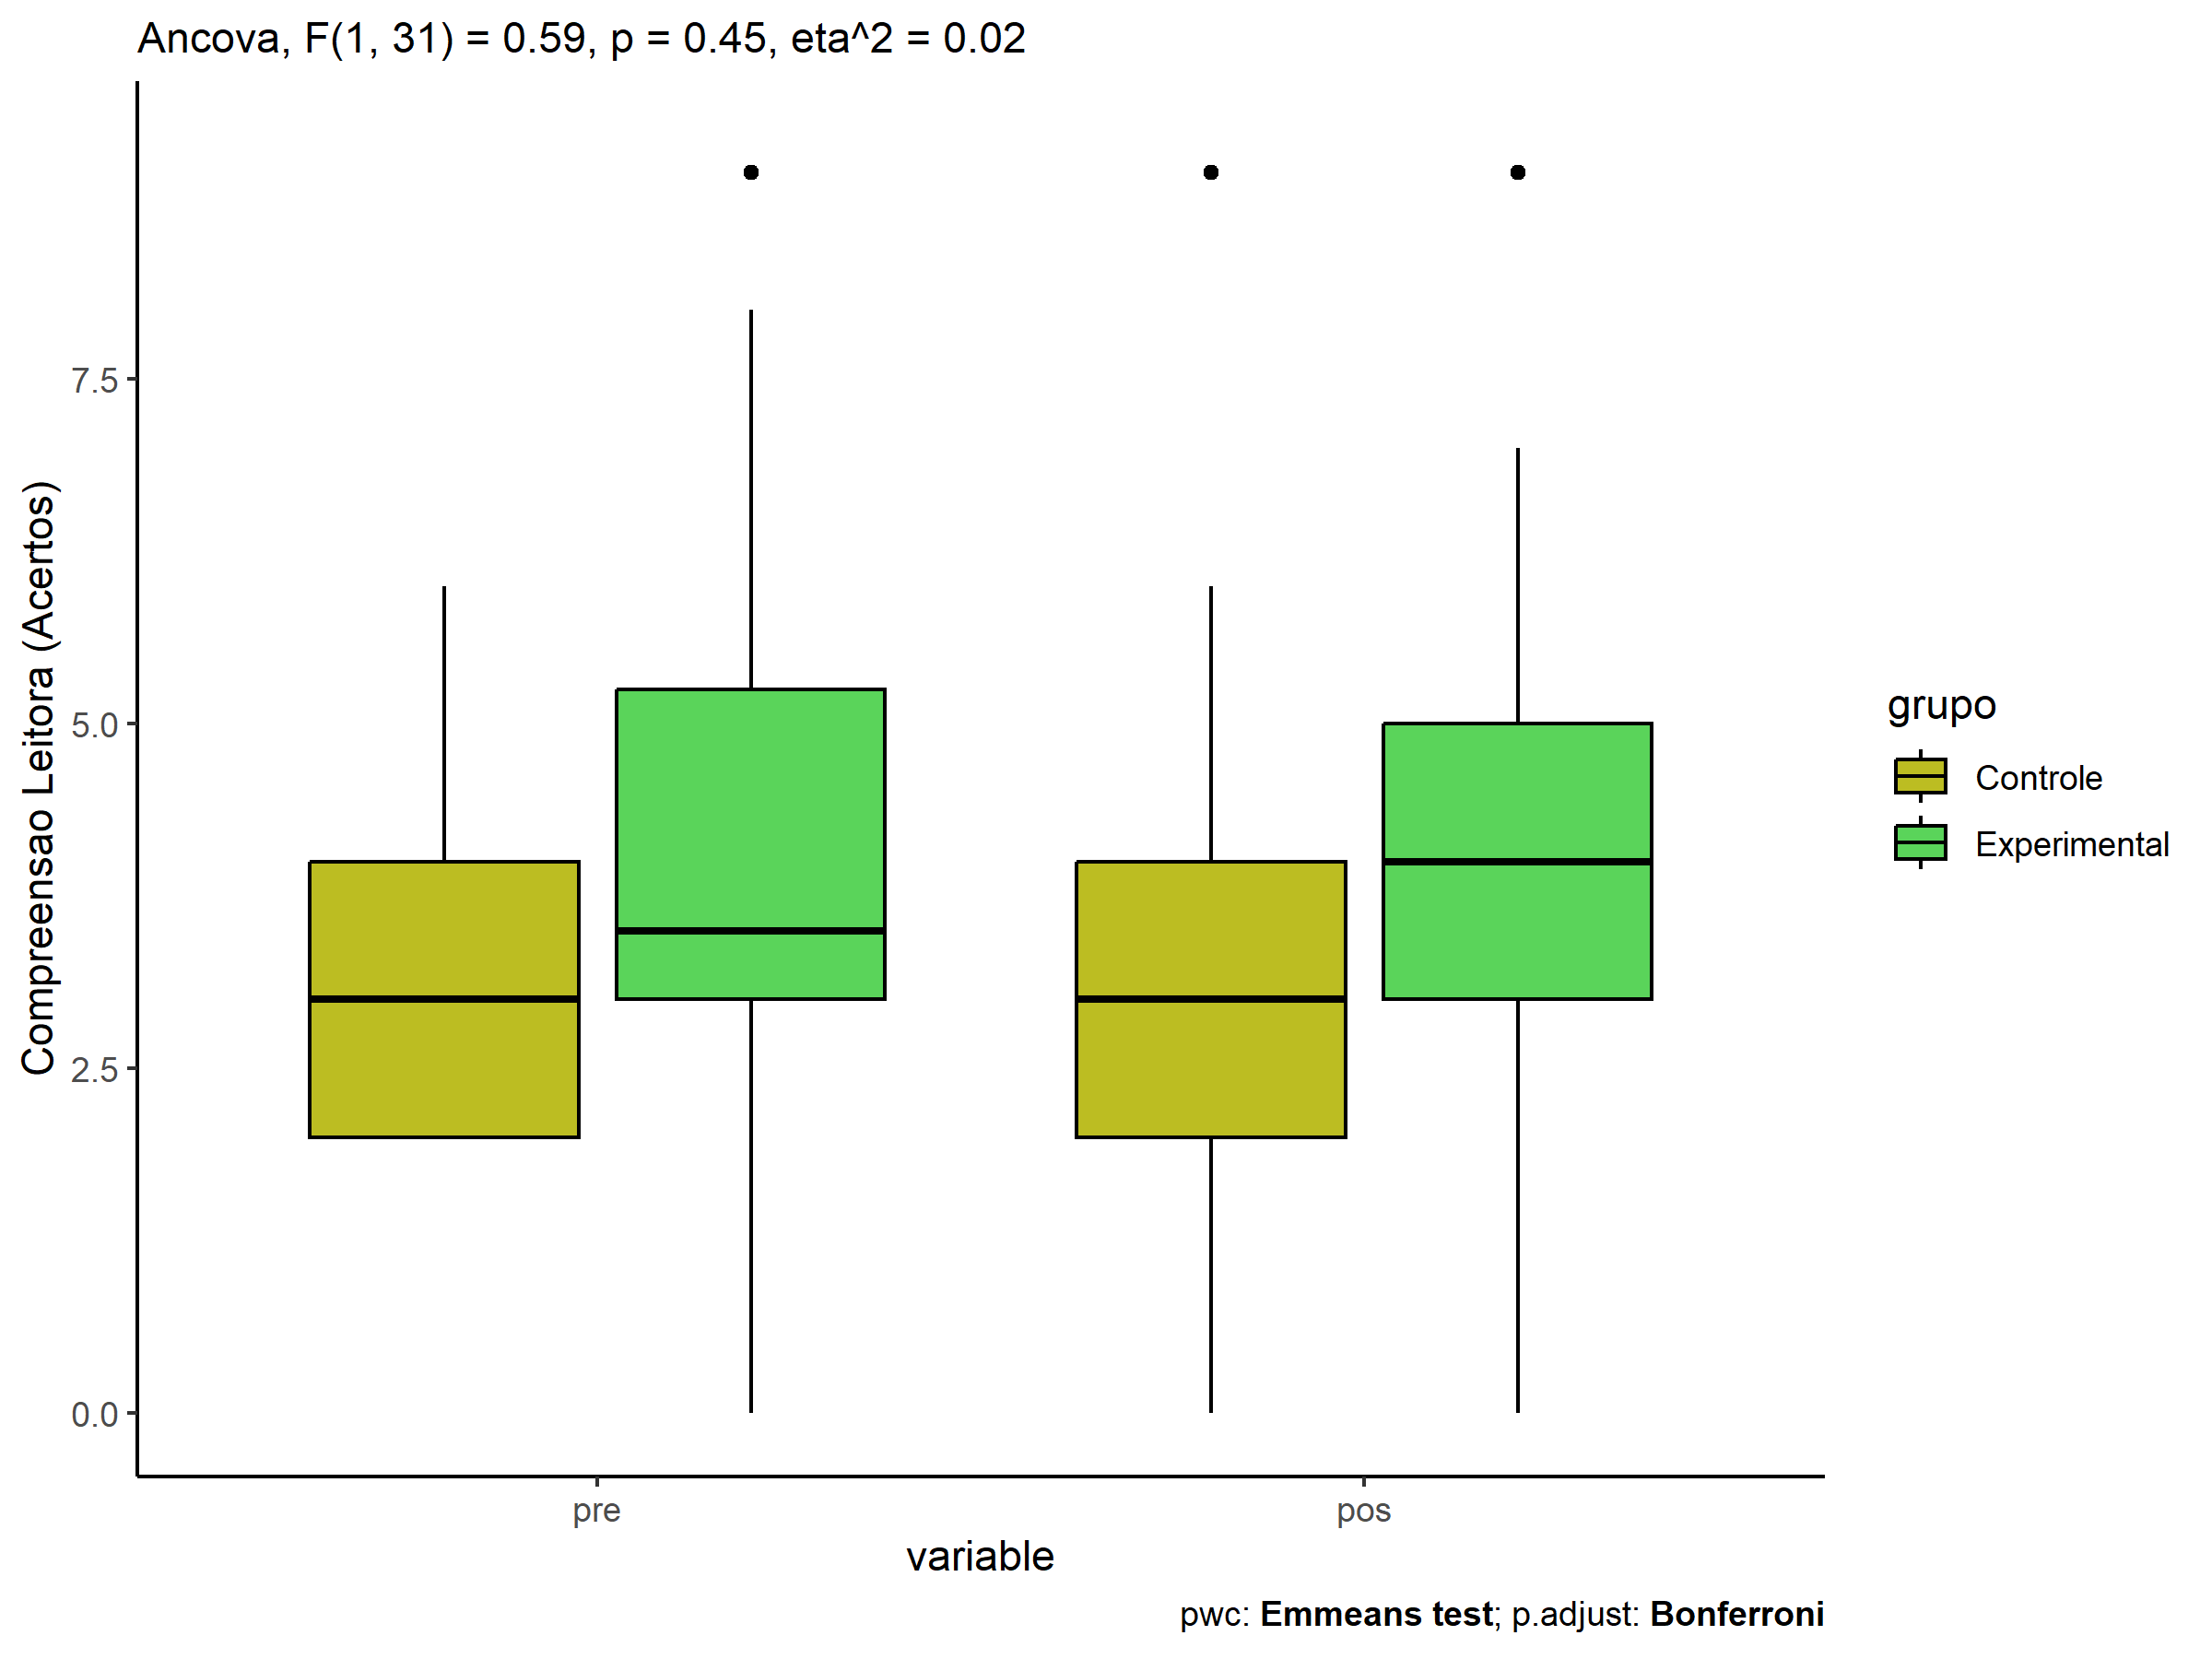 Ancova, F(1, 31) = 0.59, p = 0.45, eta^2 = 0.02
Compreensao Leitora (Acertos)
7.5
5.0
2.5
0.0
pre
pos
variable
grupo
Controle
Experimental
pwc: Emmeans test; p.adjust: Bonferroni